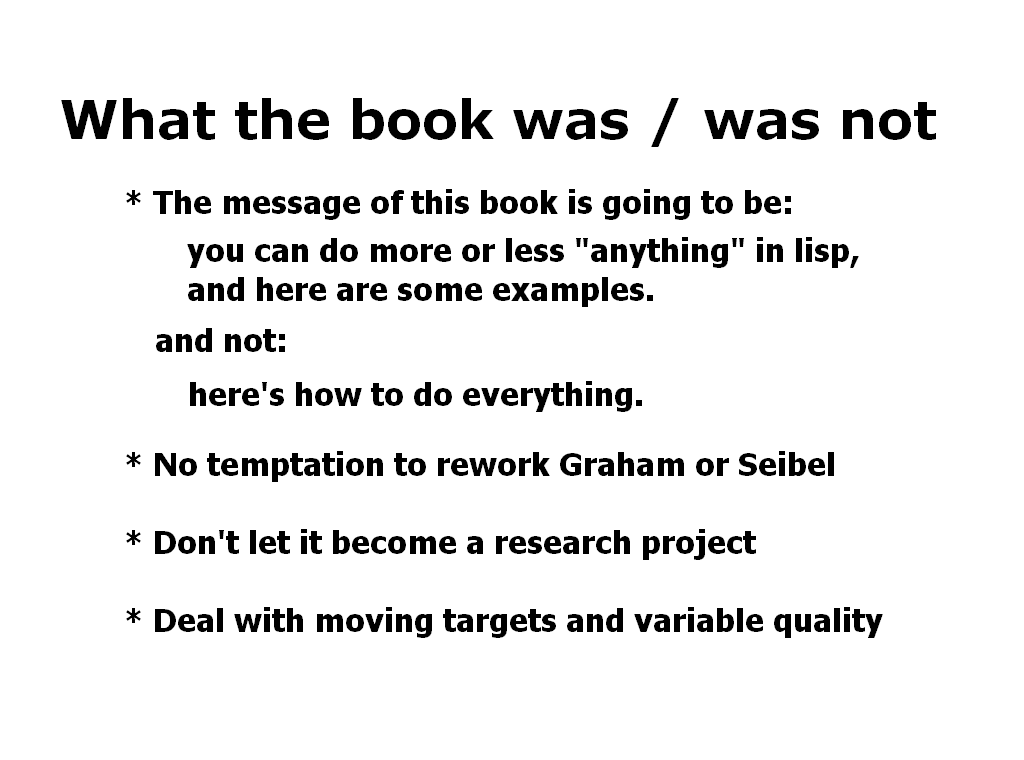 What the book was / was not
* The message of this book is going to be:
you can do more or less "anything" in lisp,
and here are some examples.
and not:
here's how to do everything.
* No temptation to rework Graham or Seibel
* Don't let it become a research project
* Deal with moving targets and variable quality